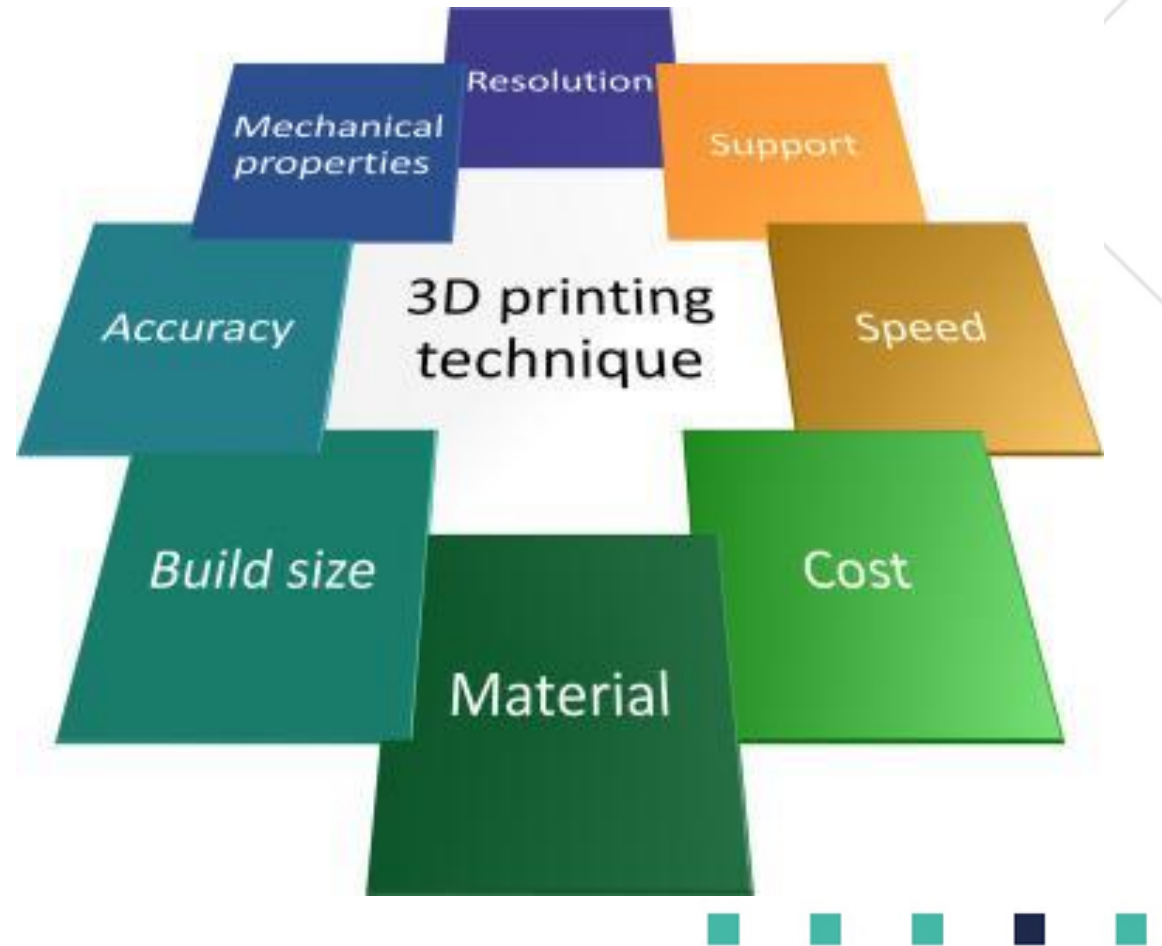 Resolution
Mechanical
properties
Support
3D printing
technique
Accuracy
Speed
Build size
Cost
Material